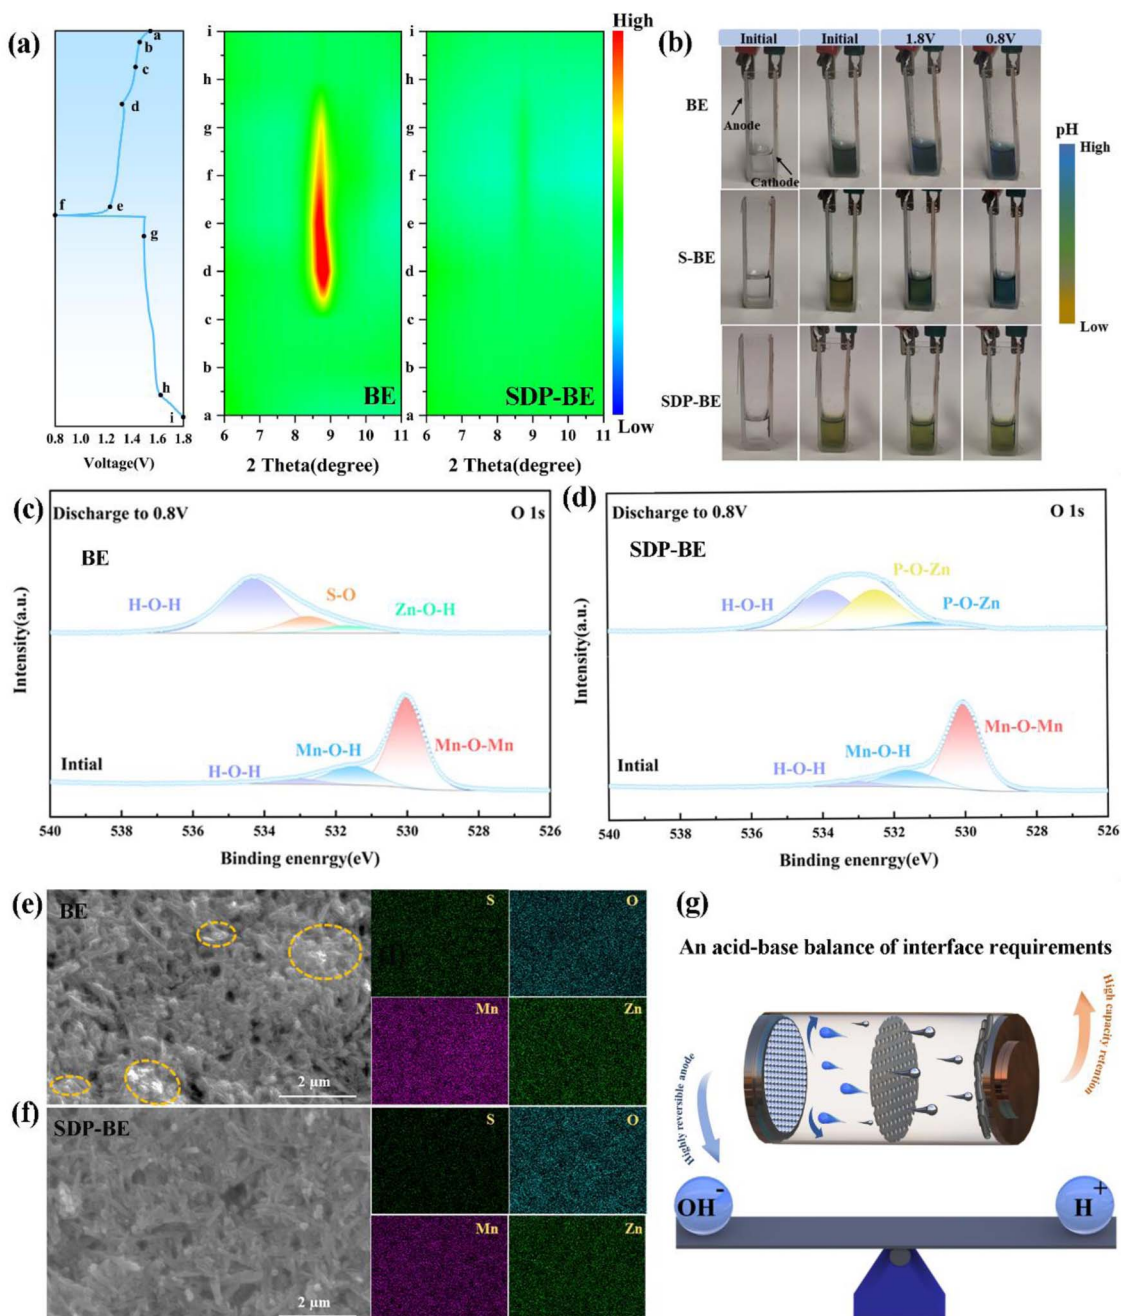 (a)
a
b
c
d
e
f
g
h
i
0.8 1.0 1.2 1.4 1.6 1.8
Voltage(V)
i
h
g
f
e
d
c
b
a
BE
6 7 8 9 10 11
2 Theta(degree)
i
h
g
f
e
d
c
b
a
SDP-BE
6 7 8 9 10 11
2 Theta(degree)
High
Low
(b)
Initial Initial 1.8V 0.8V
BE
Anode
Cathode
S-BE
SDP-BE
pH
High
Low
(c)
Discharge to 0.8V
O 1s
BE
H-O-H
S-O
Zn-O-H
Intial
H-O-H
Mn-O-H
Mn-O-Mn
Intensity(a.u.)
540 538 536 534 532 530 528 526
Binding enenrgy(eV)
(d)
Discharge to 0.8V
O 1s
SDP-BE
H-O-H
P-O-Zn
P-O-Zn
Intial
H-O-H
Mn-O-H
Mn-O-Mn
Intensity(a.u.)
540 538 536 534 532 530 528 526
Binding enenrgy(eV)
(e)
BE
2 μm
S
O
Mn
Zn
(f)
SDP-BE
2 μm
S
O
Mn
Zn
(g)
An acid-base balance of interface requirements
Highly reversible anode
High capacity retention
OH-
H+